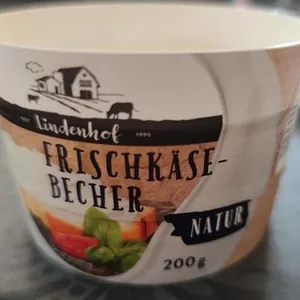 Lindenhof
1995
FRISCHKÄSE-
BECHER
NATUR
200g